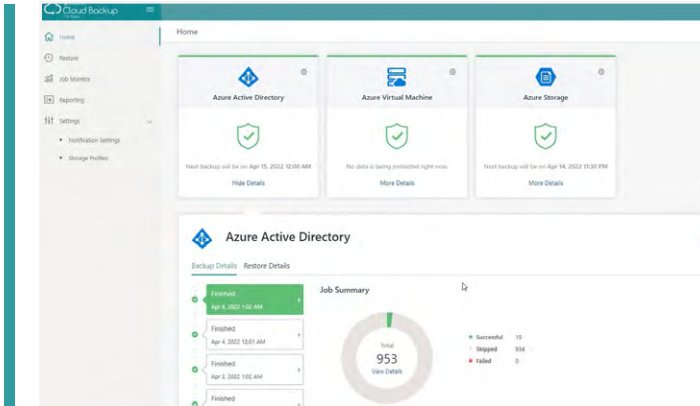 Cloud Backup
Home
Home
Restore
Job Monitor
Reporting
Settings
Notification Settings
Storage Profiles
Azure Active Directory
Azure Virtual Machine
Azure Storage
Next backup will be on Apr 15, 2022 12:00 AM
No data is being protected right now.
Next backup will be on Apr 14, 2022 11:30 PM
Hide Details
More Details
More Details
Azure Active Directory
Backup Details
Restore Details
Finished
Apr 4, 2022 1:02 AM
Finished
Apr 4, 2022 12:01 AM
Finished
Apr 3, 2022 1:02 AM
Finished
Job Summary
Total
953
View Details
Successful 19
Skipped 934
Failed 0